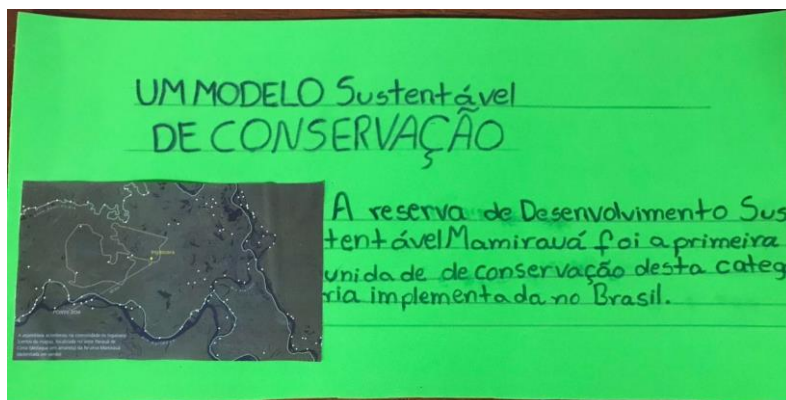 UM MODELO Sustentável
DE CONSERVAÇÃO
A reserva de Desenvolvimento Sus
tentável Mamirauá foi a primeira
unidade de conservação desta categ
ria implementada no Brasil.